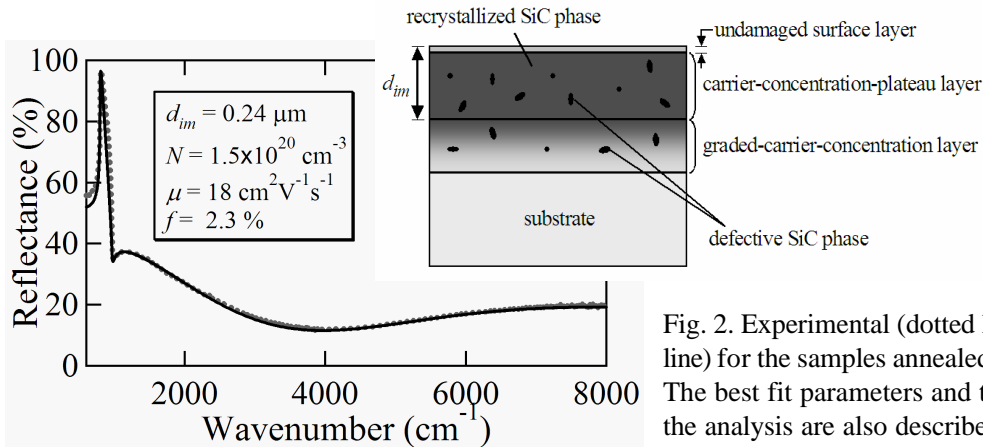 recrystallized SiC phase
undamaged surface layer
d_im
carrier-concentration-plateau layer
graded-carrier-concentration layer
substrate
defective SiC phase
Reflectance (%)
100
80
60
40
20
0
d_im = 0.24 μm
N = 1.5x10^20 cm^-3
μ = 18 cm^2V^-1s^-1
f = 2.3 %
2000
4000
6000
8000
Wavenumber (cm^-1)
Fig. 2. Experimental (dotted
line) for the samples annealed
The best fit parameters and
the analysis are also describe